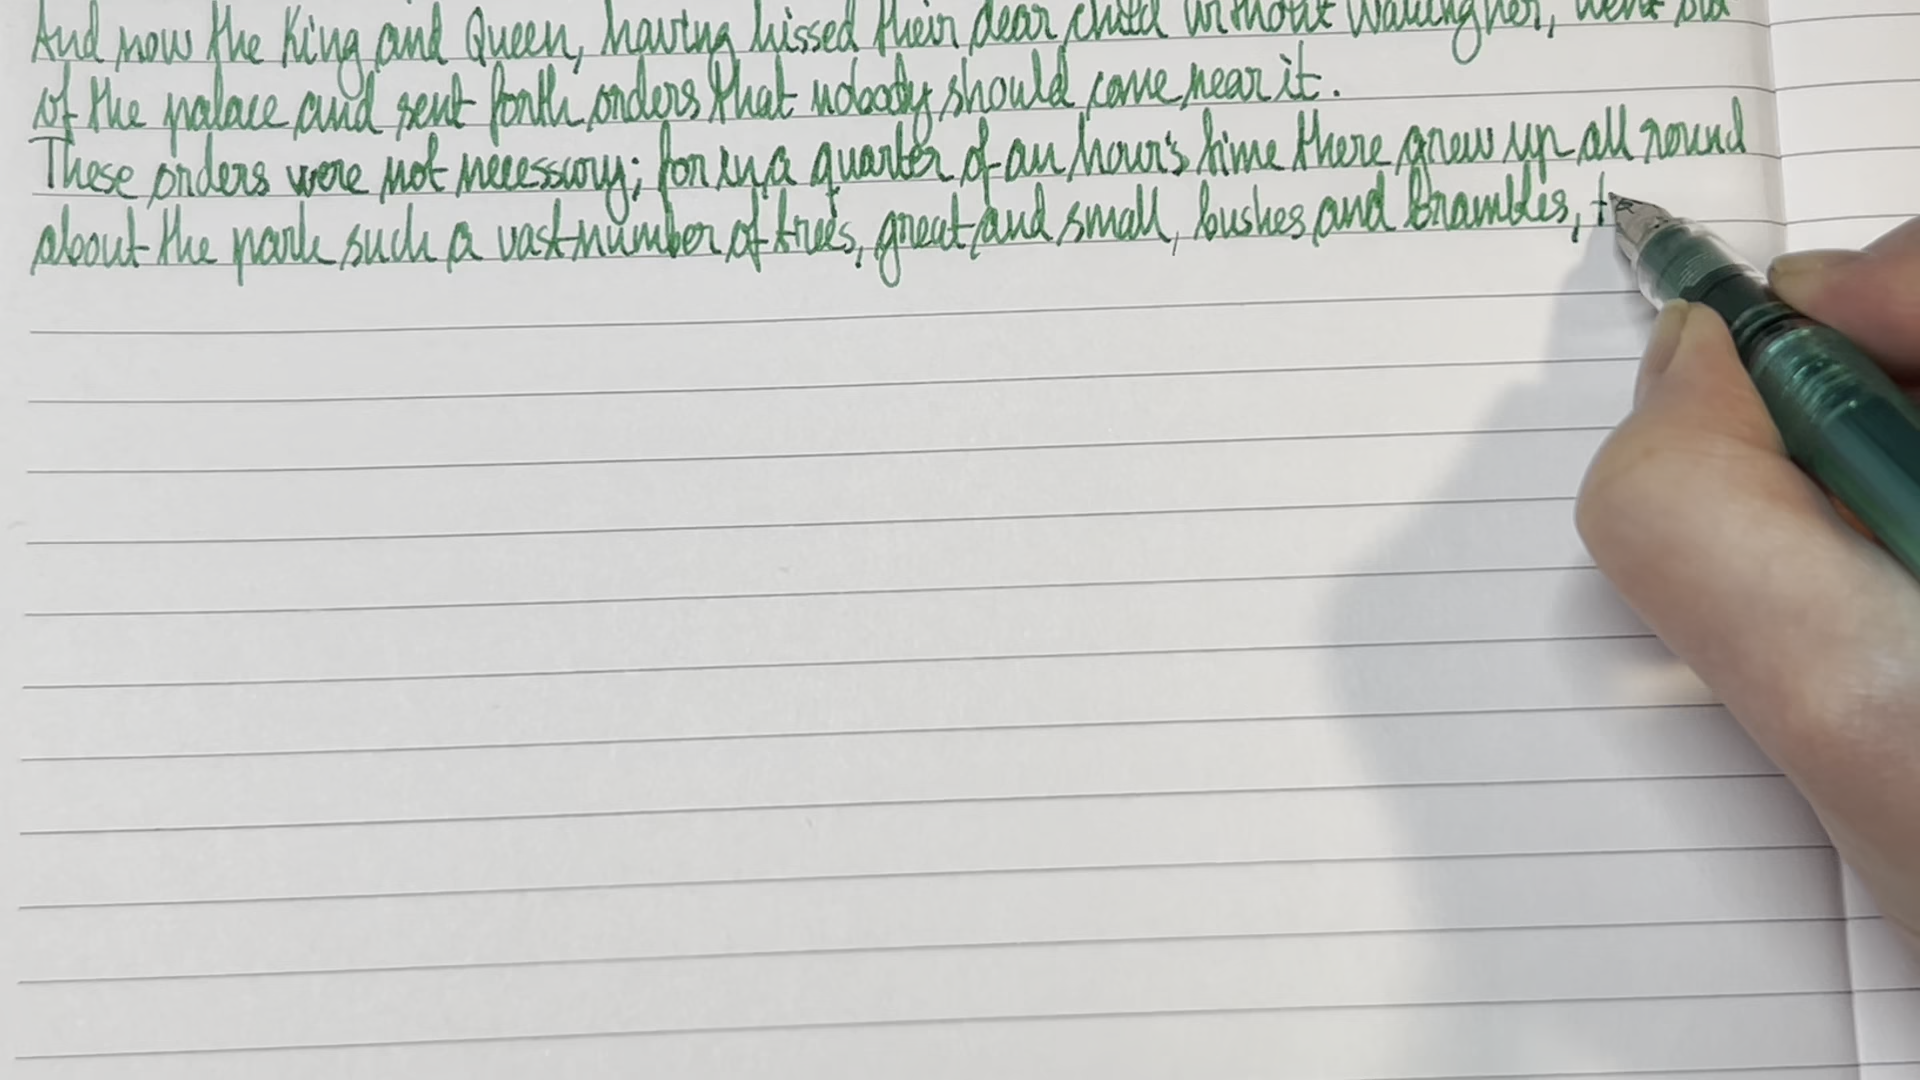 And now the King and Queen, having kissed their dear child without waking her, went out
of the palace and sent forth orders that nobody should come near it.
These orders were not necessary; for in a quarter of an hour's time there grew up all round
about the park such a vast number of trees, great and small, bushes and brambles, t